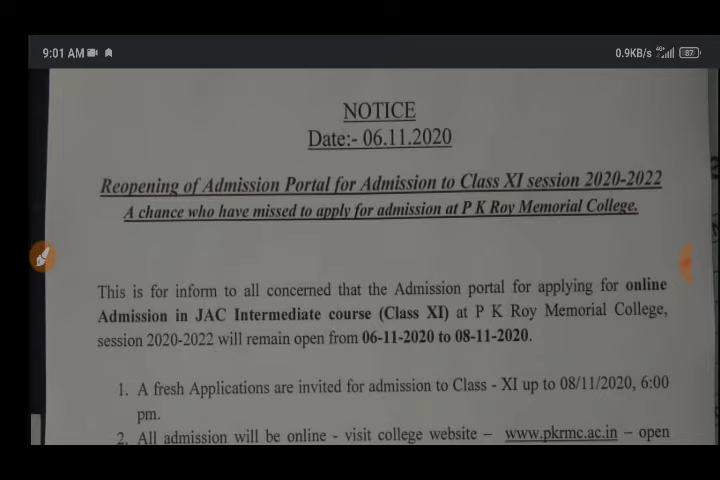 9:01 AM
0.9KB/s 87
NOTICE
Date:- 06.11.2020
Reopening of Admission Portal for Admission to Class XI session 2020-2022
A chance who have missed to apply for admission at P K Roy Memorial College.
This is for inform to all concerned that the Admission portal for applying for online
Admission in JAC Intermediate course (Class XI) at P K Roy Memorial College,
session 2020-2022 will remain open from 06-11-2020 to 08-11-2020.
1. A fresh Applications are invited for admission to Class - XI up to 08/11/2020, 6:00
pm.
2. All admission will be online - visit college website – www.pkrmc.ac.in – open